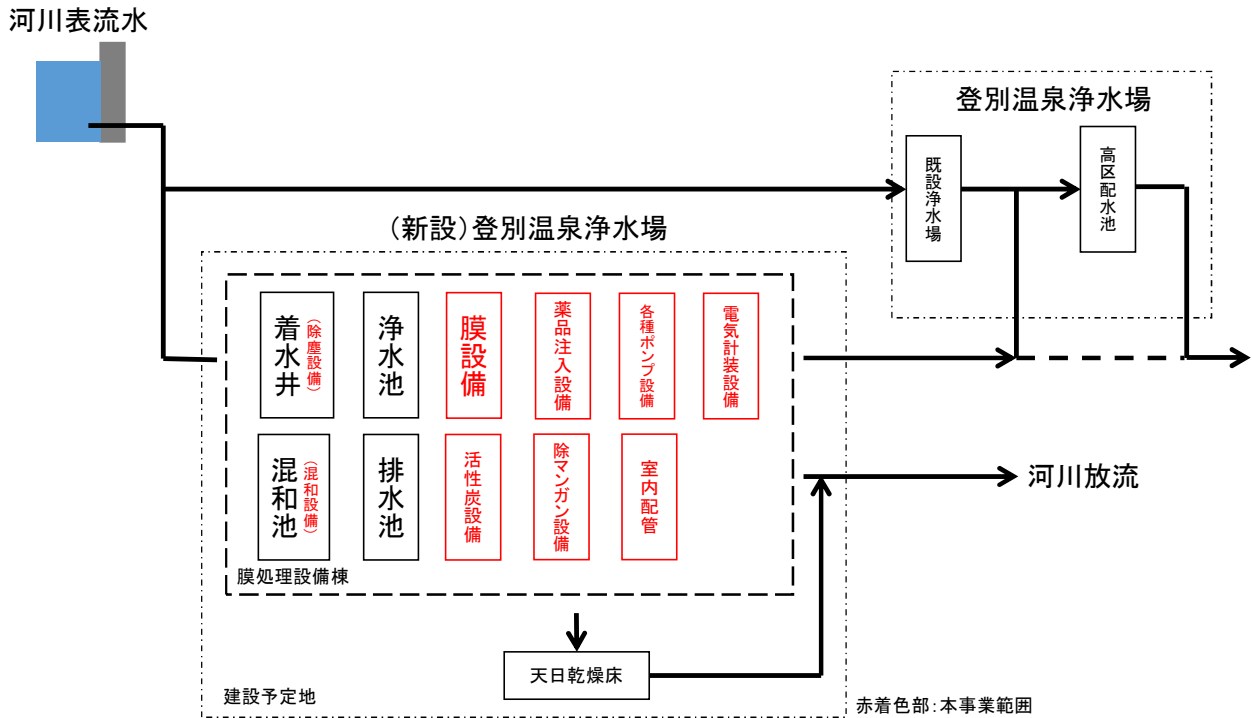 河川表流水
登別温泉浄水場
既設浄水場
高区配水池
(新設)登別温泉浄水場
着水井
(除塵設備)
浄水池
膜設備
薬品注入設備
各種ポンプ設備
電気計装設備
混和池
(混和設備)
排水池
活性炭設備
除マンガン設備
室内配管
膜処理設備棟
河川放流
天日乾燥床
建設予定地
赤着色部:本事業範囲